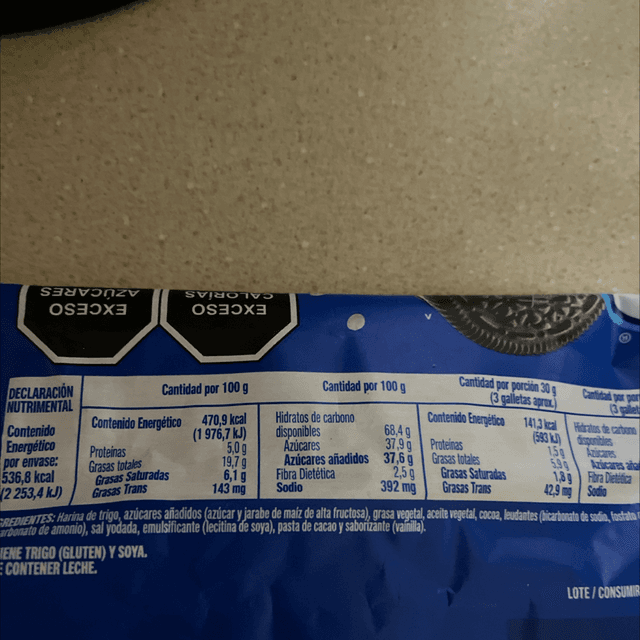 EXCESO
AZÚCARES
EXCESO
CALORÍAS
DECLARACIÓN
NUTRIMENTAL
Contenido
Energético
por envase:
536,8 kcal
(2 253,4 kJ)
Cantidad por 100 g
Contenido Energético 470,9 kcal
(1 976,7 kJ)
Proteínas 5,0 g
Grasas totales 19,7 g
Grasas Saturadas 6,1 g
Grasas Trans 143 mg
Cantidad por 100 g
Hidratos de carbono
disponibles 68,4 g
Azúcares 37,9 g
Azúcares añadidos 37,6 g
Fibra Dietética 2,5 g
Sodio 392 mg
Cantidad por porción 30 g
(3 galletas aprox.)
Contenido Energético 141,3 kcal
(593 kJ)
Proteínas 1,5 g
Grasas totales 5,9 g
Grasas Saturadas 1,8 g
Grasas Trans 42,9 mg
Cantidad por por
(3 galle
Hidratos de carbono
disponibles
Azúcares
Azúcares aña
Fibra Dietética
Sodio
REDIENTES: Harina de trigo, azúcares añadidos (azúcar y jarabe de maíz de alta fructosa), grasa vegetal, aceite vegetal, cocoa, leudantes (bicarbonato de sodio, fosfato
arbonato de amonio), sal yodada, emulsificante (lecitina de soya), pasta de cacao y saborizante (vainilla).
IENE TRIGO (GLUTEN) Y SOYA.
E CONTENER LECHE.
LOTE / CONSUMIR